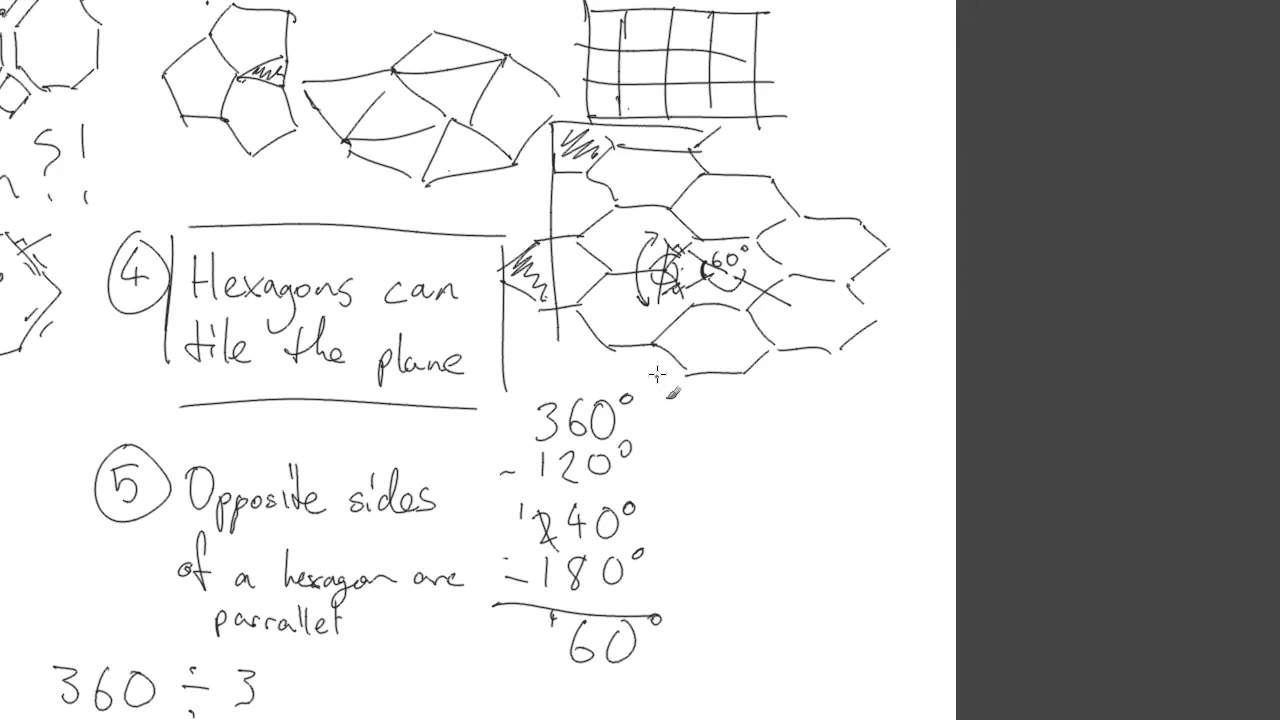 ?!
60°
④ Hexagons can
tile the plane
360°
- 120°
240°
- 180°
60°
⑤ Opposite sides
of a hexagon are
parrallel
360 ÷ 3